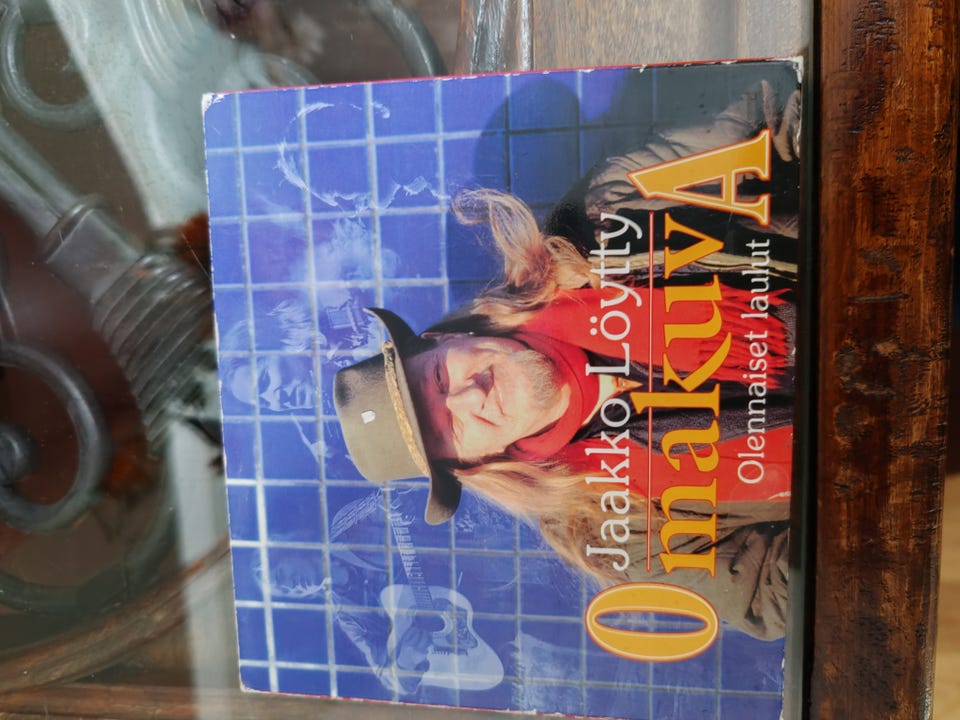 Jaakko Löytty
OmakuvA
Olennaiset laulut